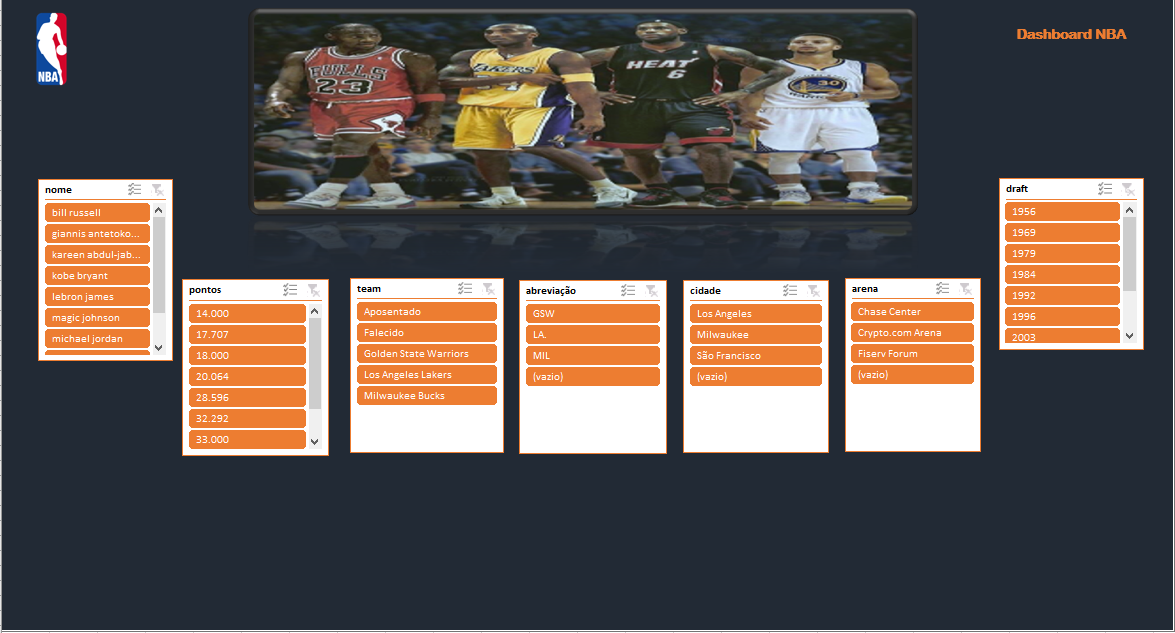 NBA
Dashboard NBA
BULLS
23
LAKERS
HEAT
6
30
nome
bill russell
giannis antetoko...
kareen abdul-jab...
kobe bryant
lebron james
magic johnson
michael jordan
pontos
14.000
17.707
18.000
20.064
28.596
32.292
33.000
team
Aposentado
Falecido
Golden State Warriors
Los Angeles Lakers
Milwaukee Bucks
abreviação
GSW
LA.
MIL
(vazio)
cidade
Los Angeles
Milwaukee
São Francisco
(vazio)
arena
Chase Center
Crypto.com Arena
Fiserv Forum
(vazio)
draft
1956
1969
1979
1984
1992
1996
2003